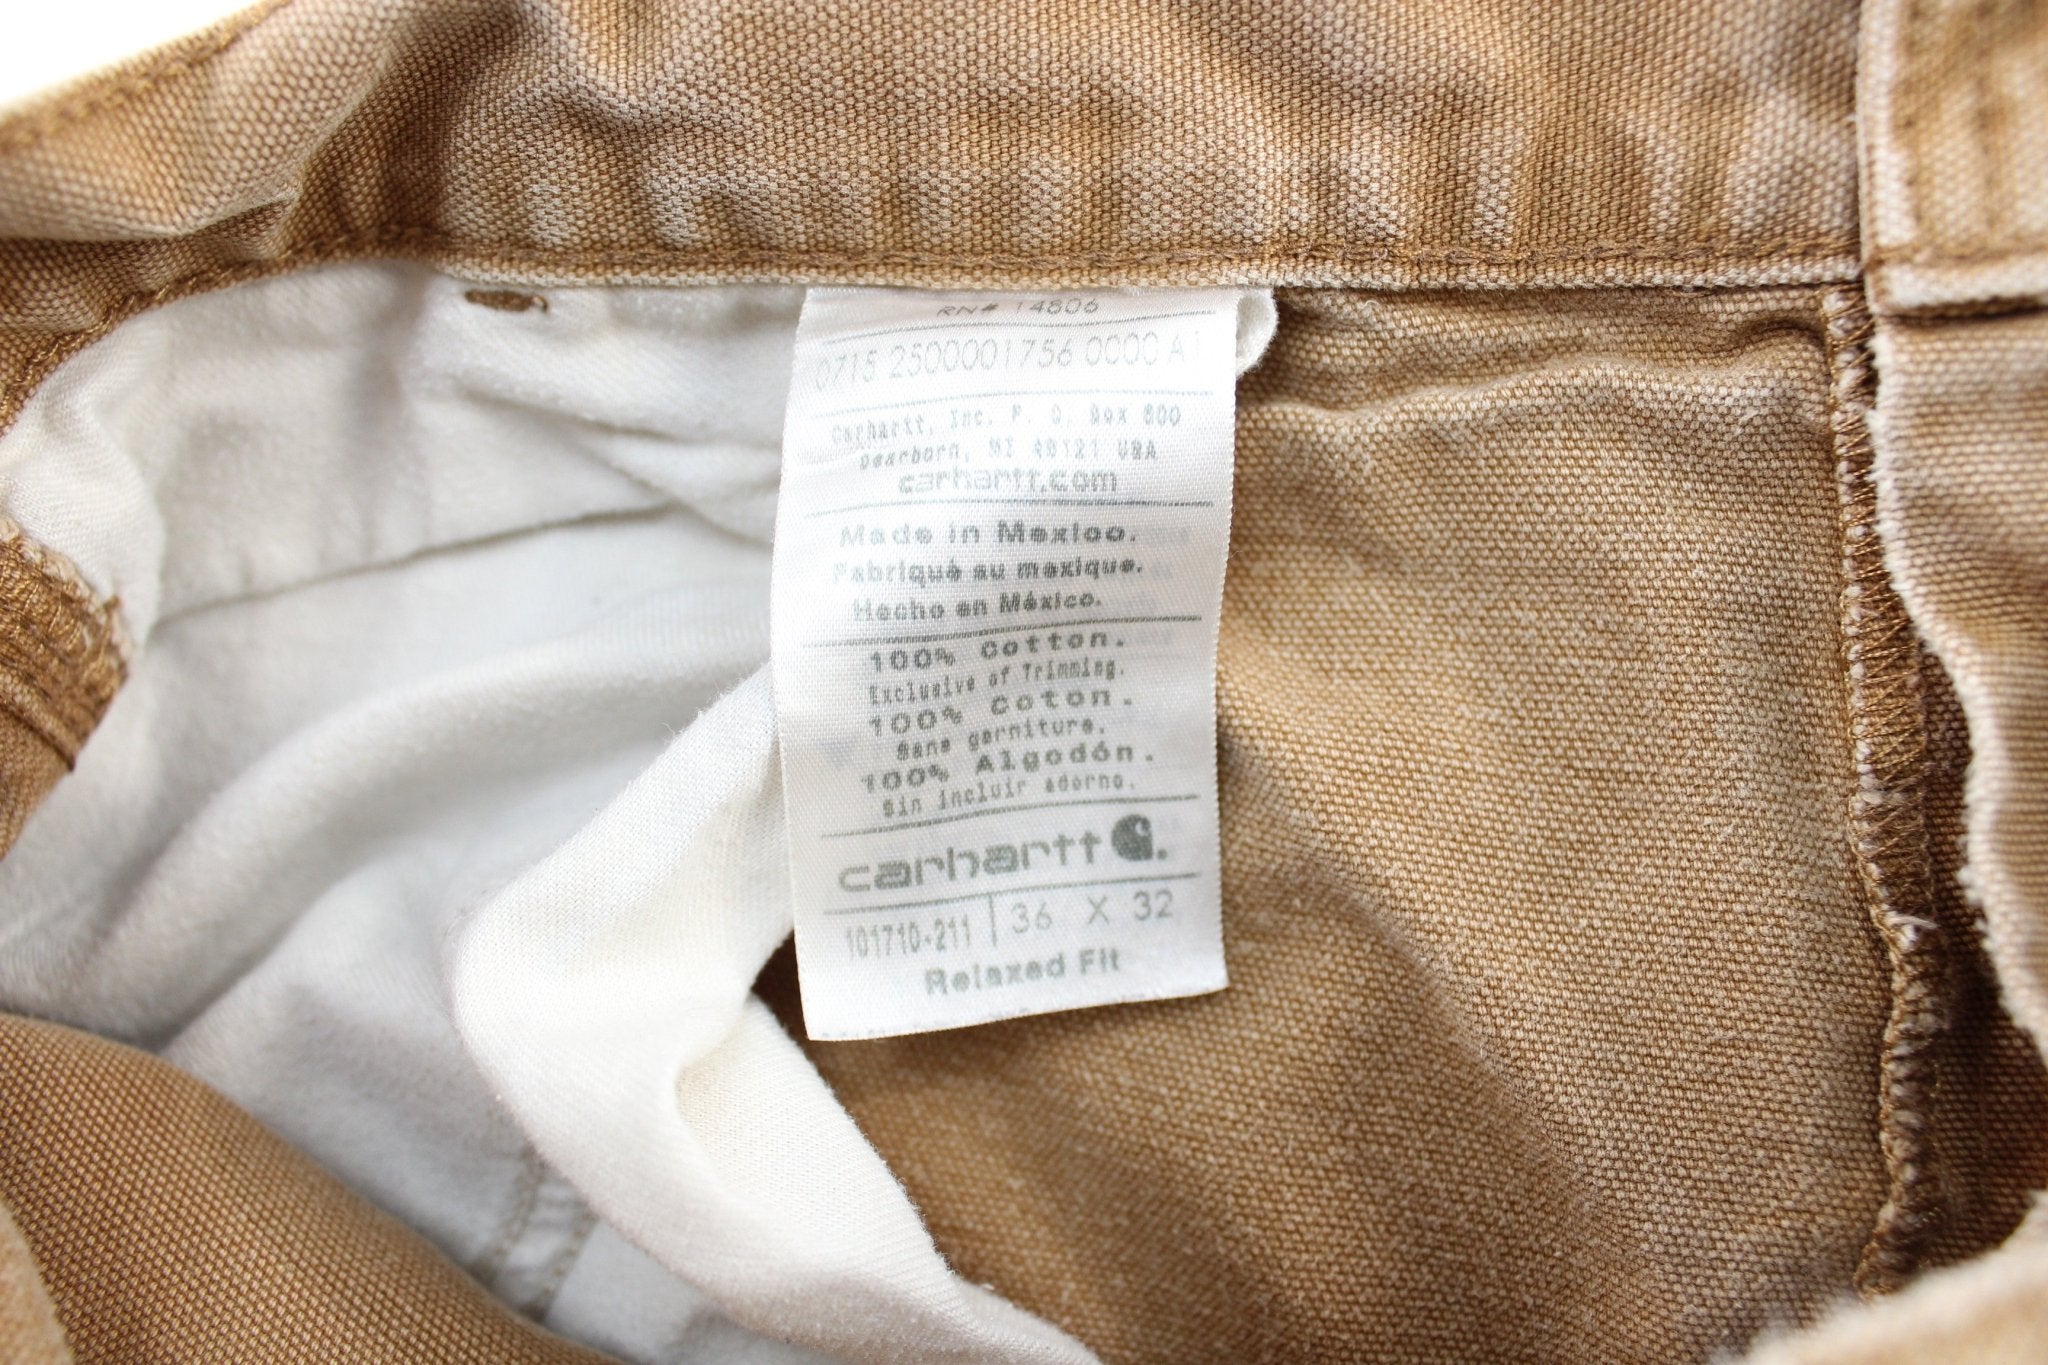 RN# 14806
0715 2500001756 0000 A1
Carhartt, Inc. P. O. Box 600
Dearborn, MI 48121 USA
carhartt.com
Made in Mexico.
Fabriqué au mexique.
Hecho en México.
100% Cotton.
Exclusive of Trimming.
100% Coton.
Sans garniture.
100% Algodón.
Sin incluir adorno.
carhartt
101710-211 | 36 X 32
Relaxed Fit